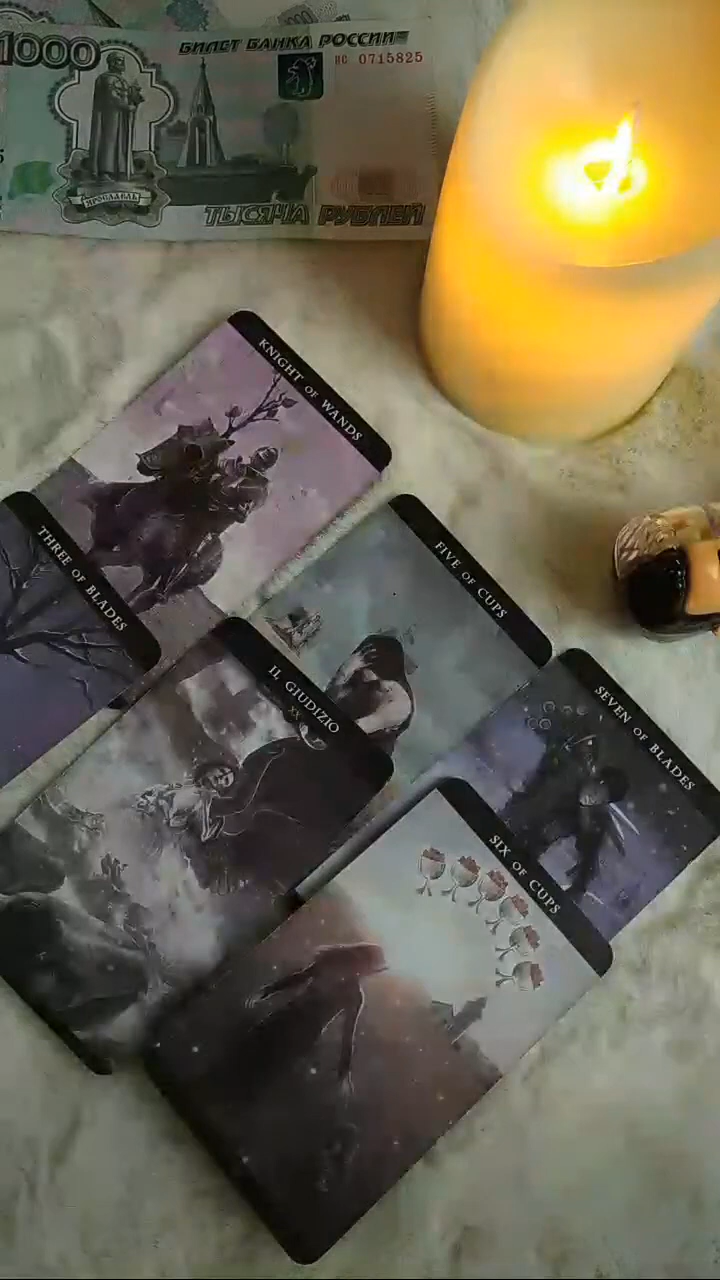 1000
БИЛЕТ БАНКА РОССИИ
НС 0715825
ЯРОСЛАВЛЬ
ТЫСЯЧА РУБЛЕЙ
KNIGHT OF WANDS
THREE OF BLADES
FIVE OF CUPS
IL GIUDIZIO
XX
SEVEN OF BLADES
SIX OF CUPS